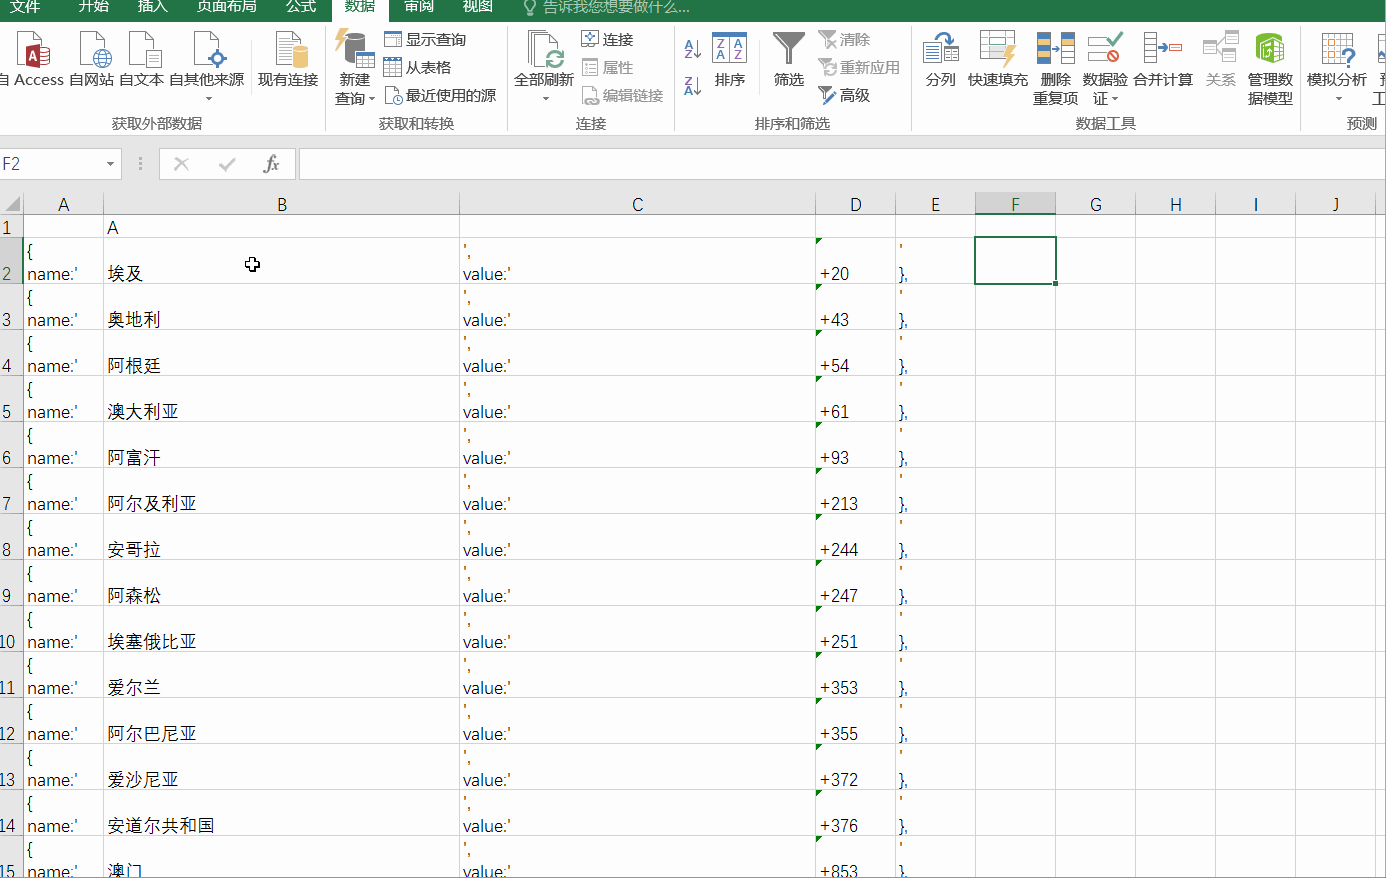 文件 开始 插入 页面布局 公式 数据 审阅 视图 告诉我您想要做什么...
自 Access 自网站 自文本 自其他来源 现有连接
获取外部数据
新建
查询
显示查询
从表格
最近使用的源
获取和转换
全部刷新
连接
属性
编辑链接
连接
A
Z
Z
A
Z A
A Z
排序
筛选
清除
重新应用
高级
排序和筛选
分列 快速填充 删除
重复项 数据验
证 合并计算 关系 管理数
据模型
数据工具
模拟分析
预测
F2
fx
A B C D E F G H I J
1 A
{ ', '
2 name:' 埃及 value:' +20 },
{ ', '
3 name:' 奥地利 value:' +43 },
{ ', '
4 name:' 阿根廷 value:' +54 },
{ ', '
5 name:' 澳大利亚 value:' +61 },
{ ', '
6 name:' 阿富汗 value:' +93 },
{ ', '
7 name:' 阿尔及利亚 value:' +213 },
{ ', '
8 name:' 安哥拉 value:' +244 },
{ ', '
9 name:' 阿森松 value:' +247 },
{ ', '
10 name:' 埃塞俄比亚 value:' +251 },
{ ', '
11 name:' 爱尔兰 value:' +353 },
{ ', '
12 name:' 阿尔巴尼亚 value:' +355 },
{ ', '
13 name:' 爱沙尼亚 value:' +372 },
{ ', '
14 name:' 安道尔共和国 value:' +376 },
{ ', '
15 name:' 澳门 value:' +853 },